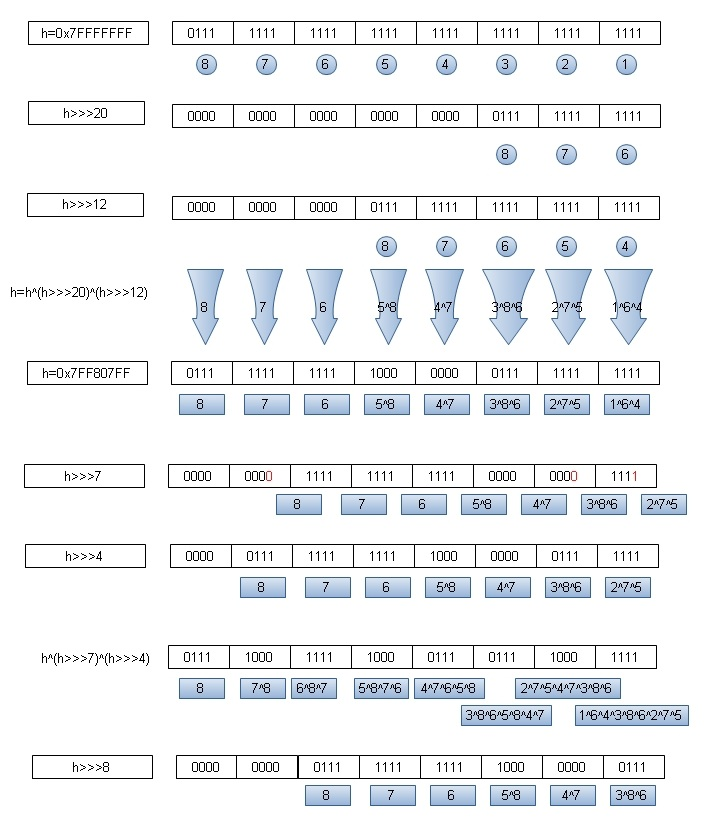 h=0x7FFFFFFF 0111 1111 1111 1111 1111 1111 1111 1111
8 7 6 5 4 3 2 1
h>>>20 0000 0000 0000 0000 0000 0111 1111 1111
8 7 6
h>>>12 0000 0000 0000 0111 1111 1111 1111 1111
8 7 6 5 4
h=h^(h>>>20)^(h>>>12) 8 7 6 5^8 4^7 3^8^6 2^7^5 1^6^4
h=0x7FF807FF 0111 1111 1111 1000 0000 0111 1111 1111
8 7 6 5^8 4^7 3^8^6 2^7^5 1^6^4
h>>>7 0000 0000 1111 1111 1111 0000 0000 1111
8 7 6 5^8 4^7 3^8^6 2^7^5
h>>>4 0000 0111 1111 1111 1000 0000 0111 1111
8 7 6 5^8 4^7 3^8^6 2^7^5
h^(h>>>7)^(h>>>4) 0111 1000 1111 1000 0111 0111 1000 1111
8 7^8 6^8^7 5^8^7^6 4^7^6^5^8 2^7^5^4^7^3^8^6
3^8^6^5^8^4^7 1^6^4^3^8^6^2^7^5
h>>>8 0000 0000 0111 1111 1111 1000 0000 0111
8 7 6 5^8 4^7 3^8^6